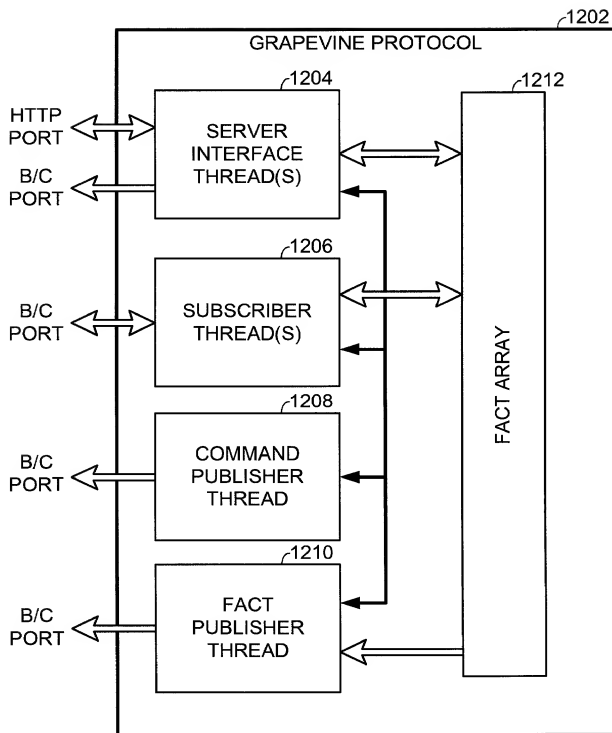 1202
GRAPEVINE PROTOCOL
1204
1212
HTTP
PORT
SERVER
INTERFACE
THREAD(S)
B/C
PORT
1206
B/C
PORT
SUBSCRIBER
THREAD(S)
FACT ARRAY
1208
B/C
PORT
COMMAND
PUBLISHER
THREAD
1210
B/C
PORT
FACT
PUBLISHER
THREAD